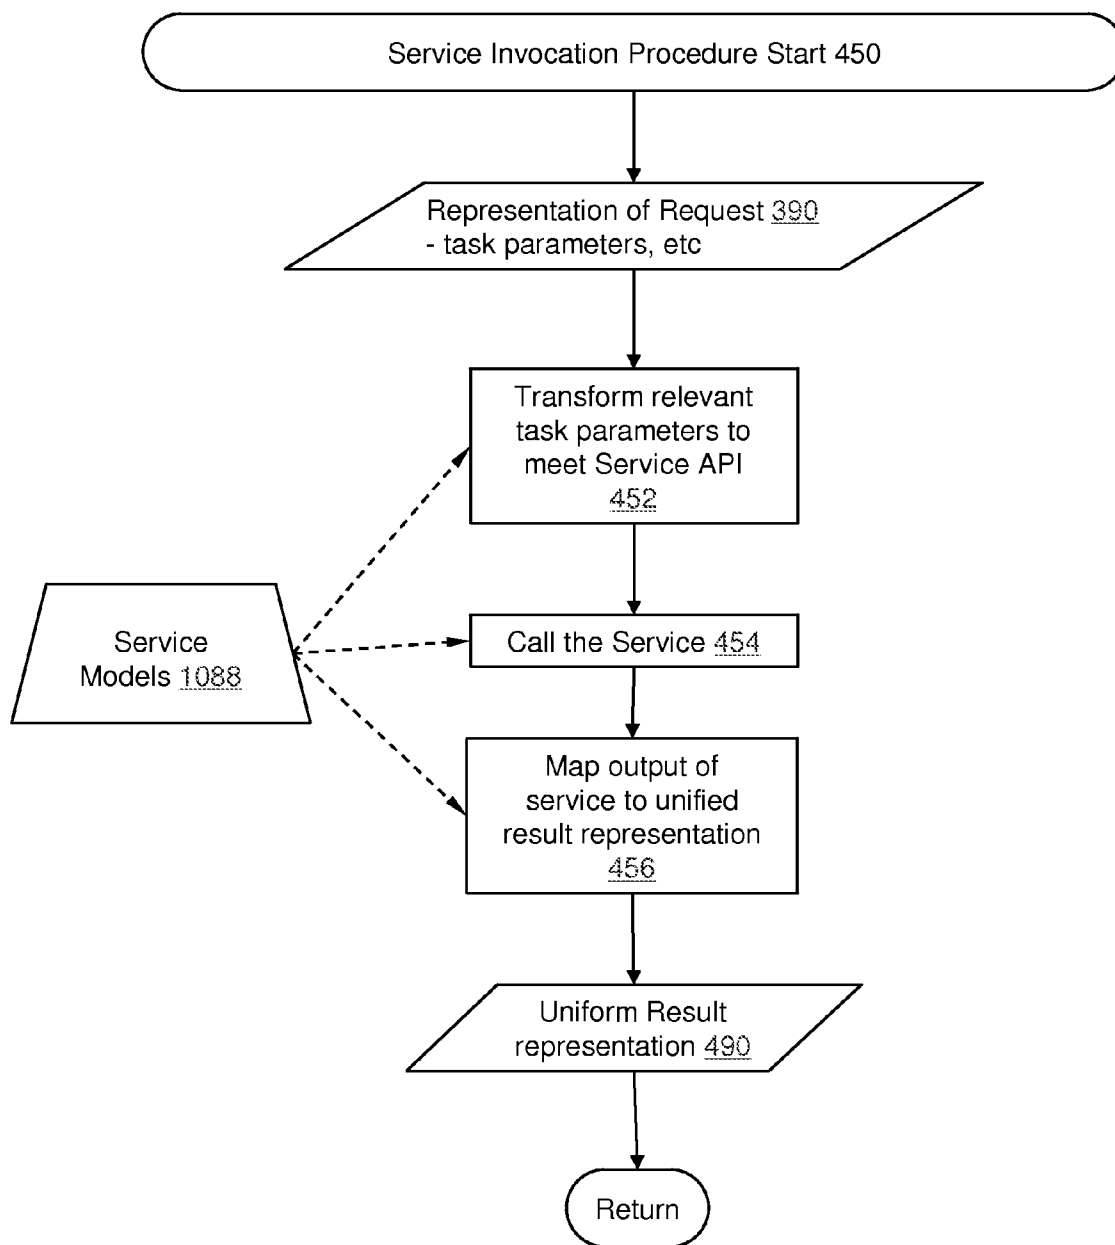 Service Invocation Procedure Start 450
Representation of Request 390
- task parameters, etc
Transform relevant
task parameters to
meet Service API
452
Service
Models 1088
Call the Service 454
Map output of
service to unified
result representation
456
Uniform Result
representation 490
Return